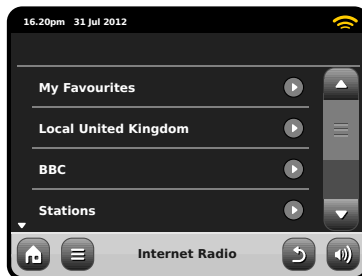 16.20pm 31 Jul 2012
My Favourites
Local United Kingdom
BBC
Stations
Internet Radio